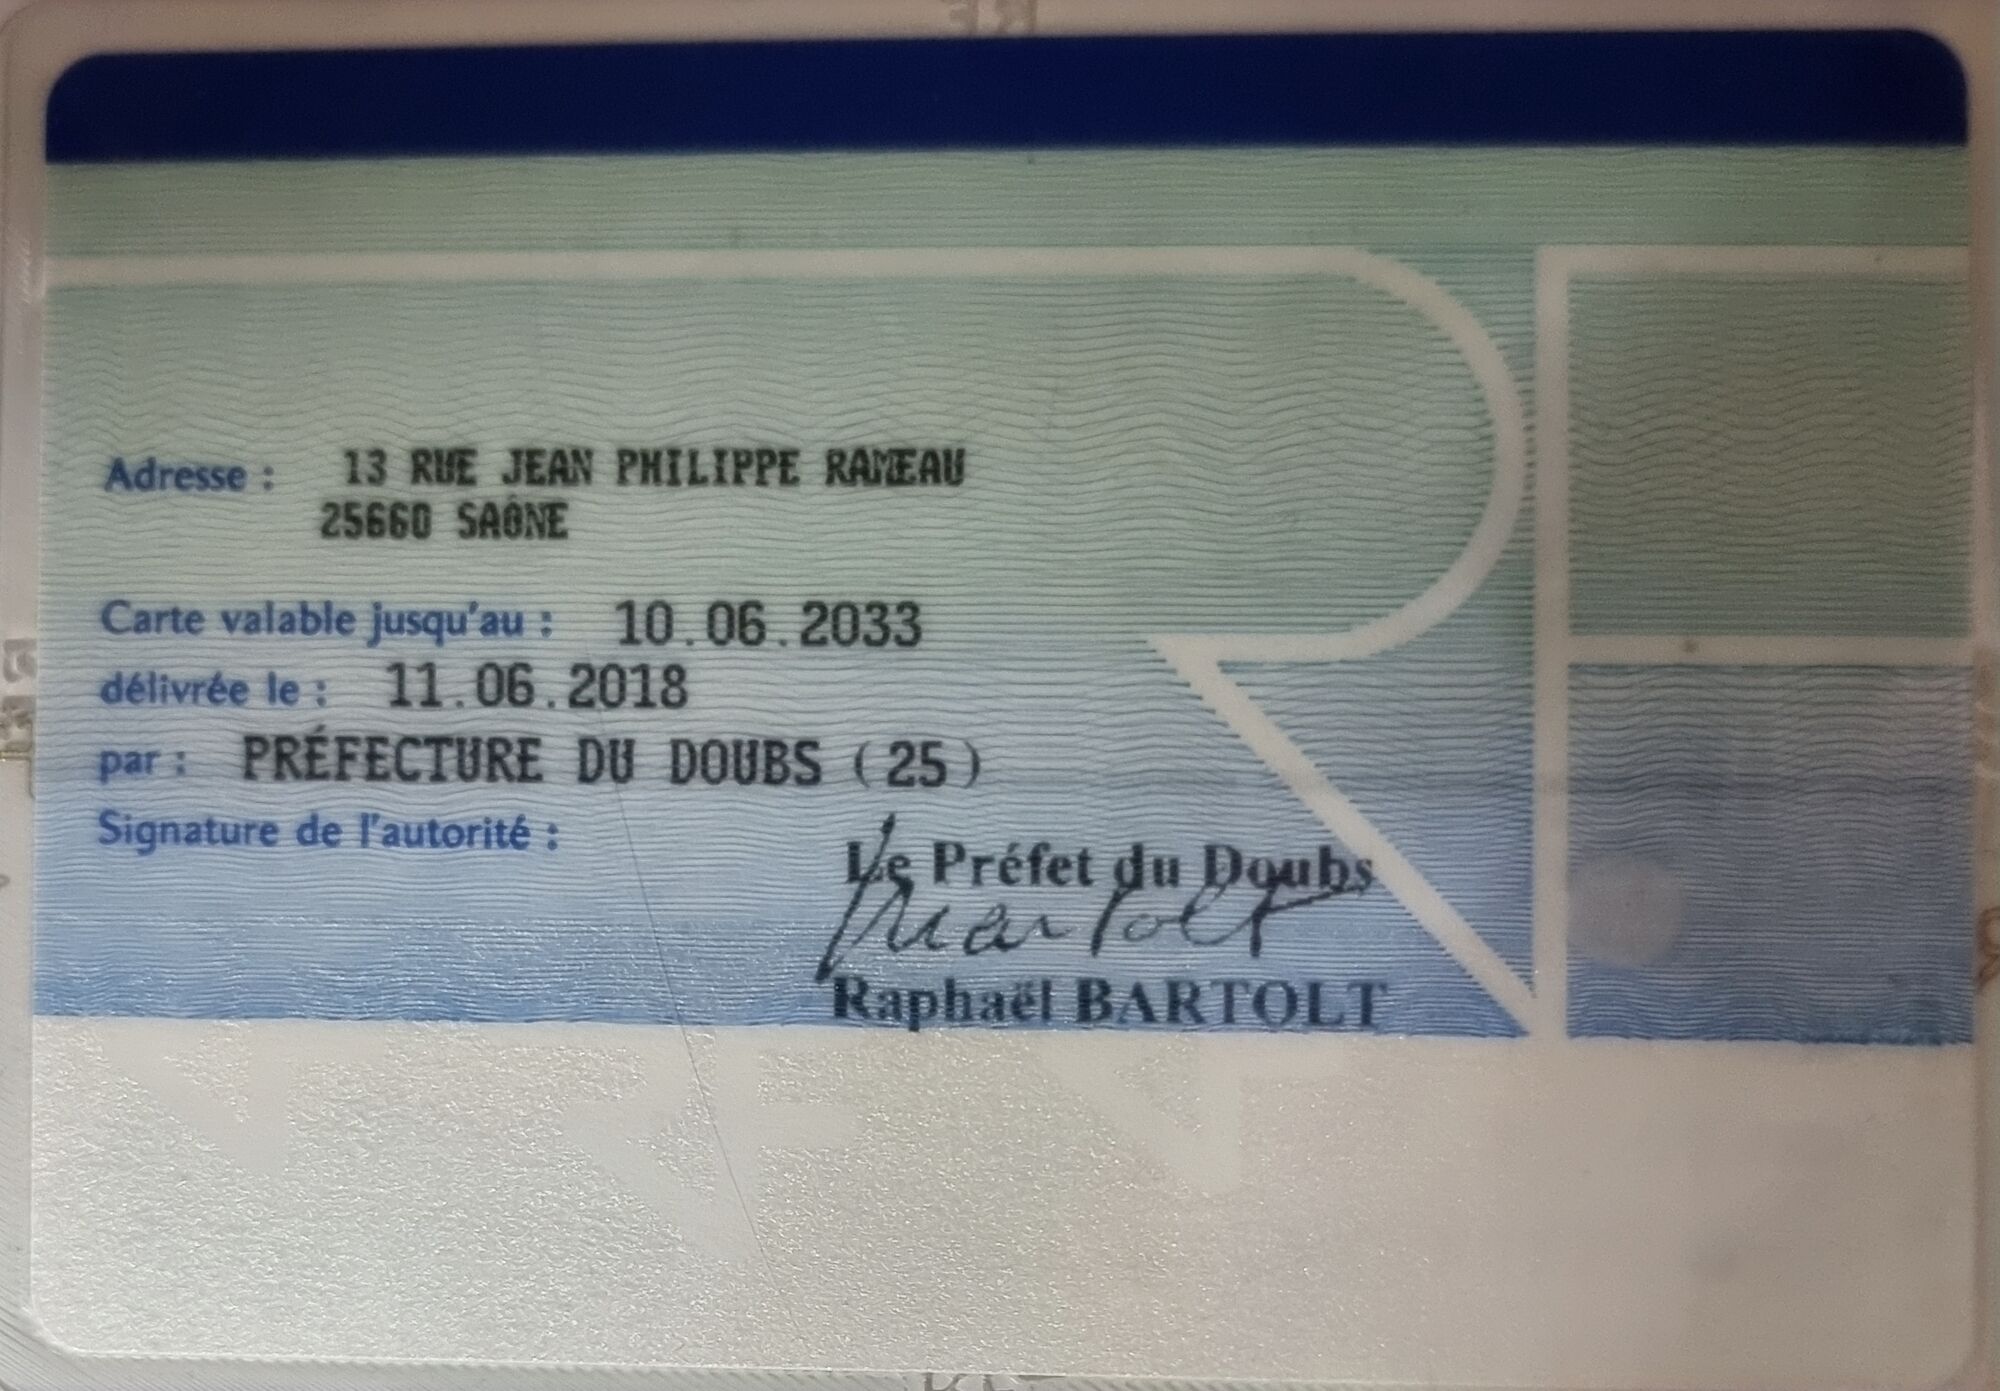 Adresse : 13 RUE JEAN PHILIPPE RAMEAU
25660 SAÔNE
Carte valable jusqu'au : 10.06.2033
délivrée le : 11.06.2018
par : PRÉFECTURE DU DOUBS (25)
Signature de l'autorité :
Le Préfet du Doubs
Raphaël BARTOLT
RF